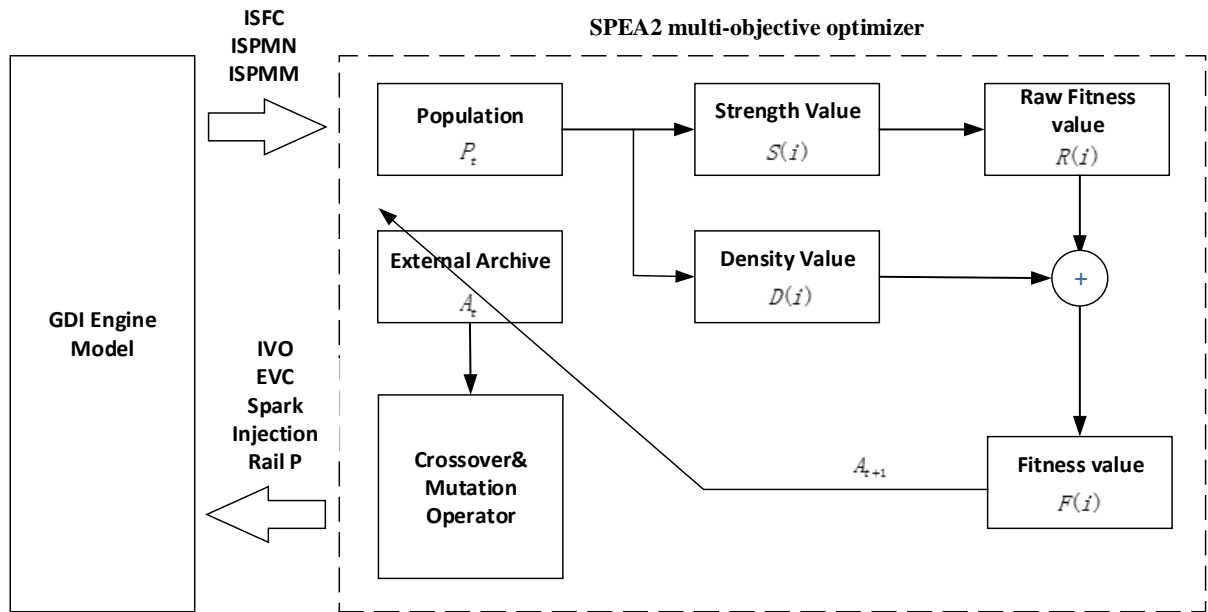 SPEA2 multi-objective optimizer
ISFC
ISPMN
ISPMM
GDI Engine
Model
IVO
EVC
Spark
Injection
Rail P
Population
P_t
Strength Value
S(i)
Raw Fitness
value
R(i)
External Archive
A_t
Density Value
D(i)
+
Crossover&
Mutation
Operator
A_{t+1}
Fitness value
F(i)